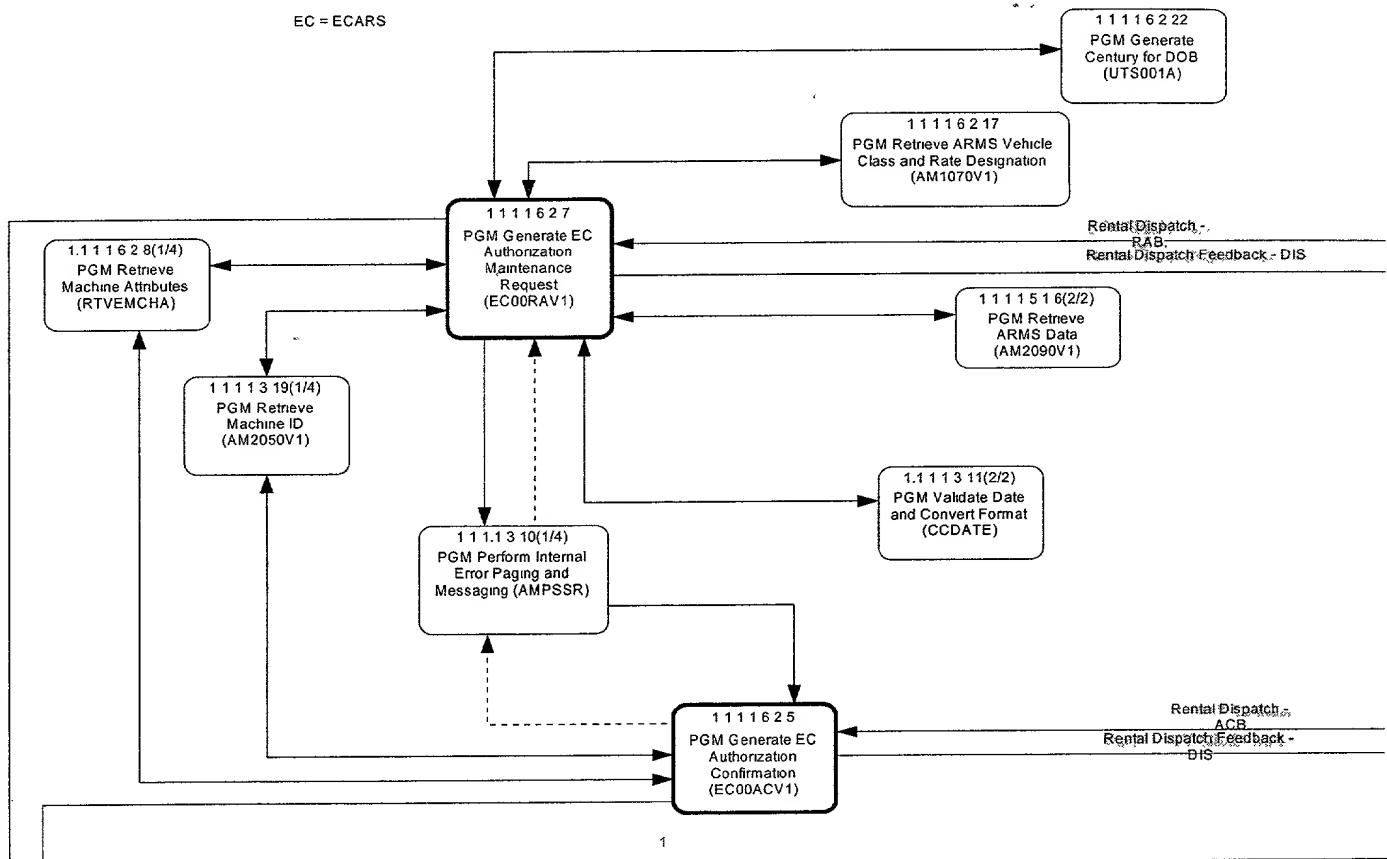 EC = ECARS
1 1 1 1 6 2 22
PGM Generate
Century for DOB
(UTS001A)
1 1 1 1 6 2 17
PGM Retrieve ARMS Vehicle
Class and Rate Designation
(AM1070V1)
1 1 1 1 6 2 7
PGM Generate EC
Authorization
Maintenance
Request
(EC00RAV1)
Rental Dispatch -
RAB
Rental Dispatch Feedback - DIS
1.1 1 1 6 2 8(1/4)
PGM Retrieve
Machine Attributes
(RTVEMCHA)
1 1 1 1 5 1 6(2/2)
PGM Retrieve
ARMS Data
(AM2090V1)
1 1 1 1 3 19(1/4)
PGM Retrieve
Machine ID
(AM2050V1)
1.1 1 1 3 11(2/2)
PGM Validate Date
and Convert Format
(CCDATE)
1 1 1.1 3 10(1/4)
PGM Perform Internal
Error Paging and
Messaging (AMPSSR)
1 1 1 1 6 2 5
PGM Generate EC
Authorization
Confirmation
(EC00ACV1)
Rental Dispatch -
ACB
Rental Dispatch Feedback -
DIS
1